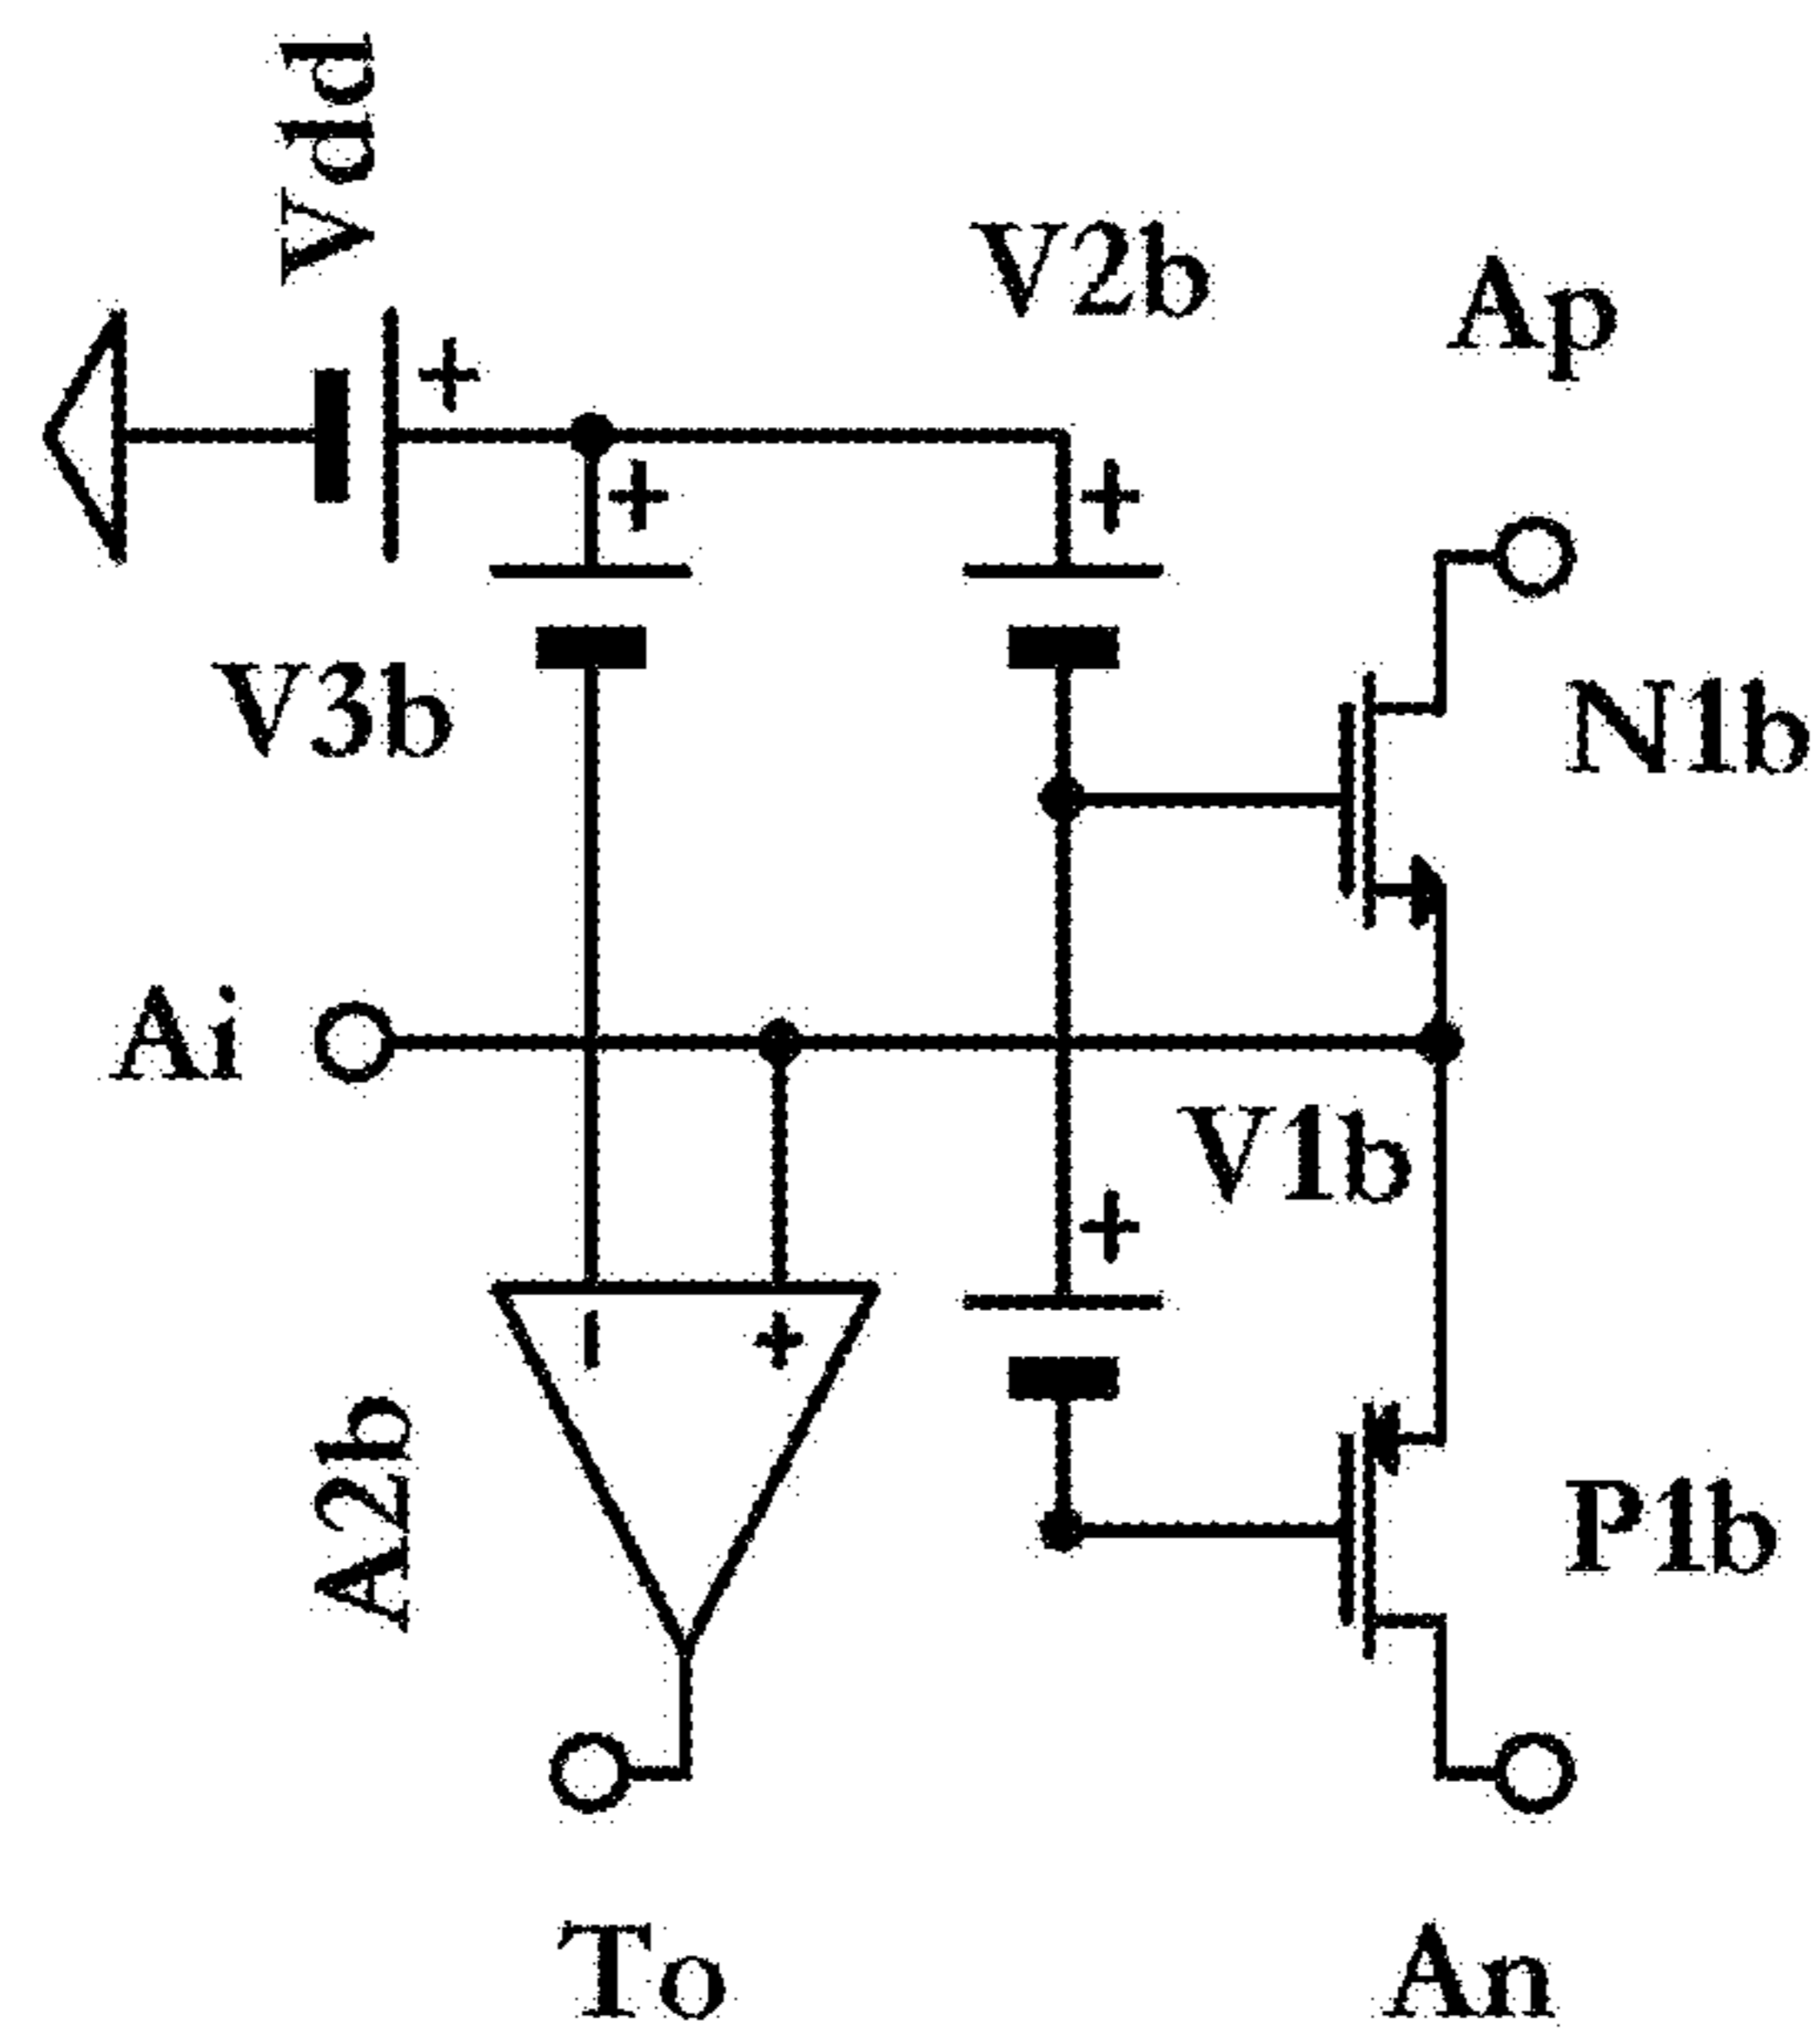 Vdd
V2b
Ap
+
+
+
V3b
N1b
Ai
V1b
+
− +
A2b
P1b
To
An